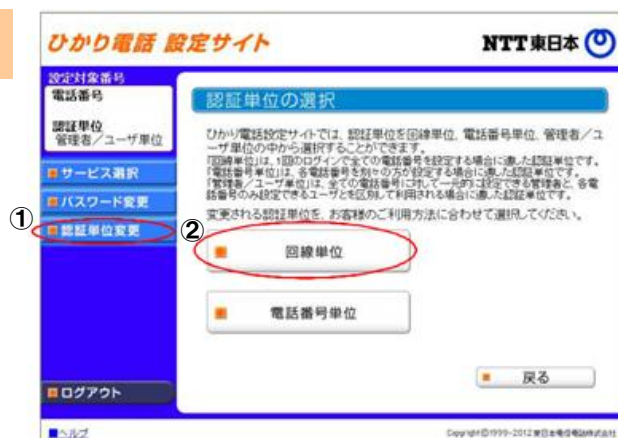 ひかり電話 設定サイト
NTT東日本
設定対象番号
電話番号
認証単位
管理者/ユーザ単位
サービス選択
パスワード変更
①
認証単位変更
ログアウト
ヘルプ
認証単位の選択
ひかり電話設定サイトでは、認証単位を回線単位、電話番号単位、管理者/ユ
ーザ単位の中から選択することができます。
「回線単位」は、1回のログインで全ての電話番号を設定する場合に適した認証単位です。
「電話番号単位」は、各電話番号を別々の方が設定される場合に適した認証単位です。
「管理者/ユーザ単位」は、全ての電話番号に対して一元的に設定できる管理者と、各電
話番号のみ設定できるユーザとを区別して利用される場合に適した認証単位です。
変更される認証単位を、お客様のご利用方法に合わせて選択してください。
②
回線単位
電話番号単位
戻る
Copyright©1999-2012 東日本電信電話株式会社